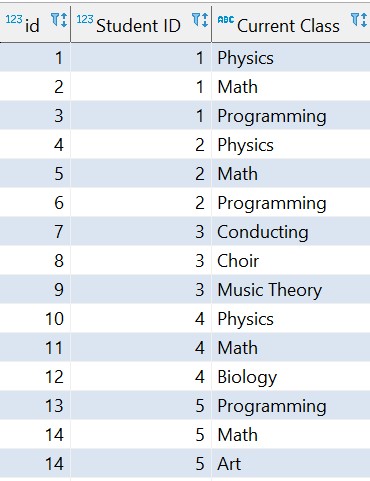 123 id 123 Student ID ABC Current Class
1 1 Physics
2 1 Math
3 1 Programming
4 2 Physics
5 2 Math
6 2 Programming
7 3 Conducting
8 3 Choir
9 3 Music Theory
10 4 Physics
11 4 Math
12 4 Biology
13 5 Programming
14 5 Math
14 5 Art